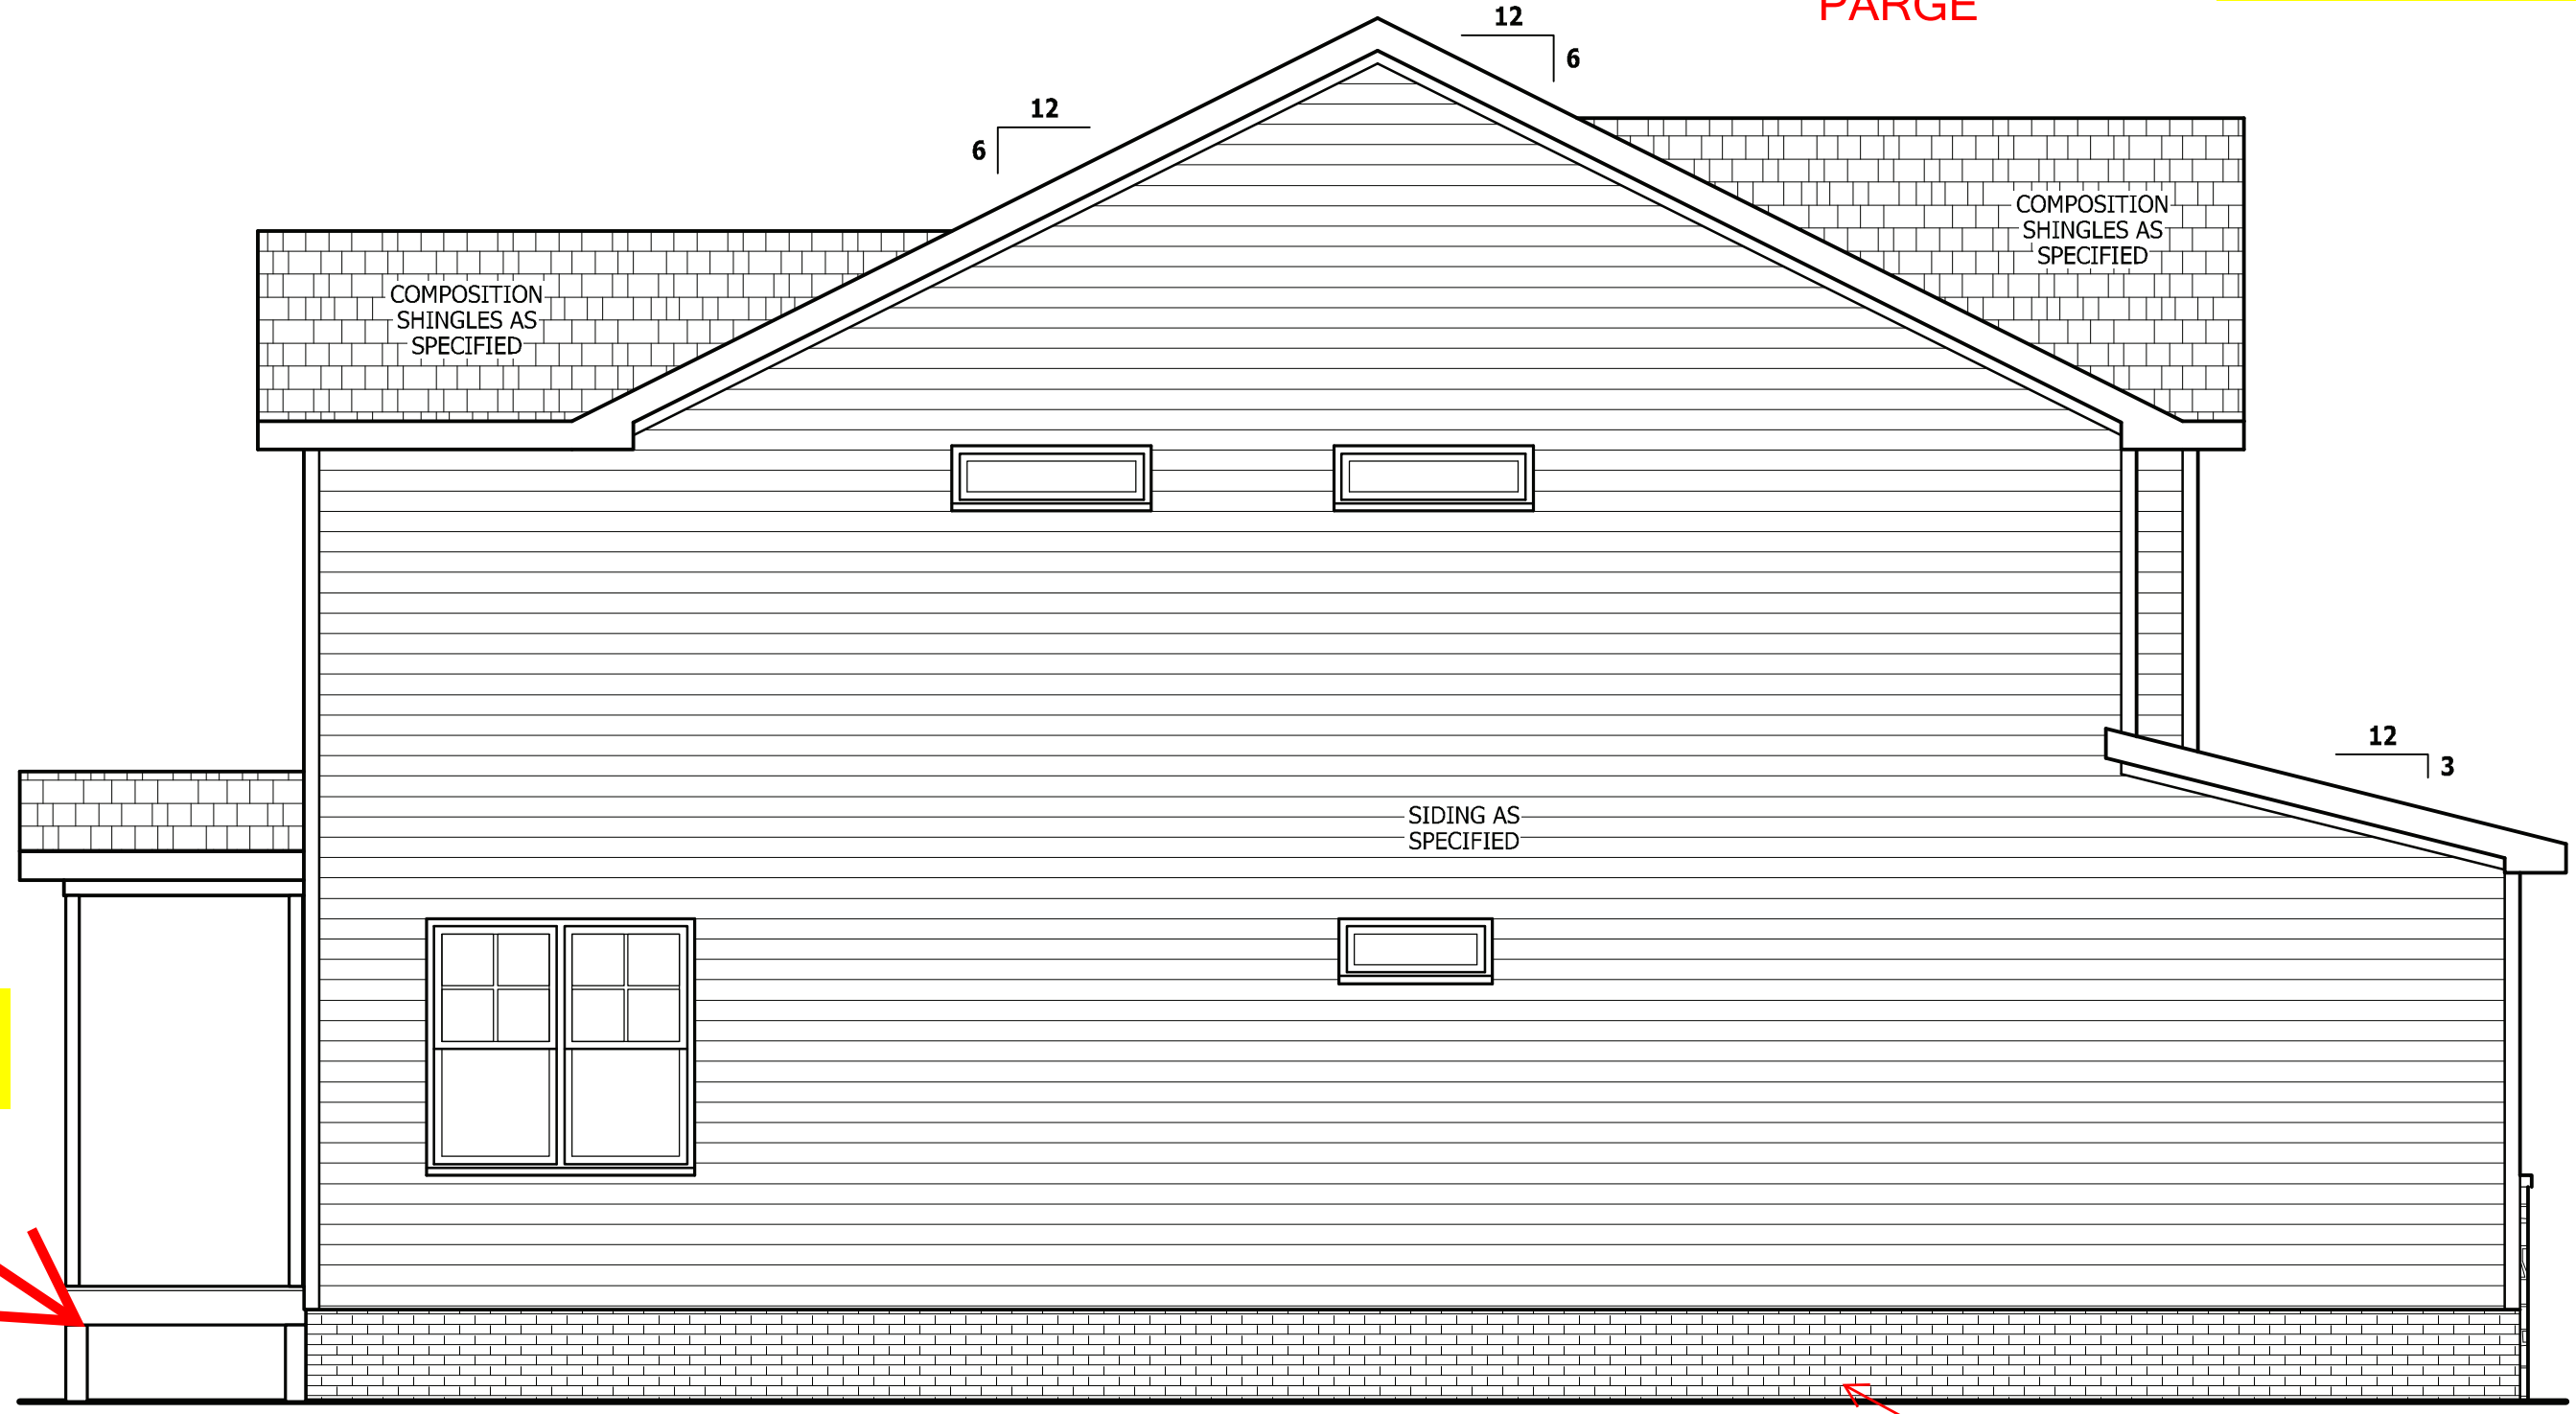 PARGE
12
6
12
6
COMPOSITION
SHINGLES AS
SPECIFIED
COMPOSITION
SHINGLES AS
SPECIFIED
12
3
SIDING AS
SPECIFIED